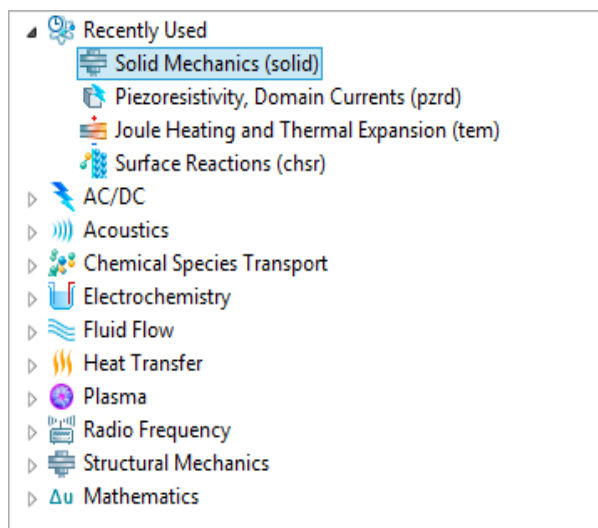 Recently Used
Solid Mechanics (solid)
Piezoresistivity, Domain Currents (pzrd)
Joule Heating and Thermal Expansion (tem)
Surface Reactions (chsr)
AC/DC
Acoustics
Chemical Species Transport
Electrochemistry
Fluid Flow
Heat Transfer
Plasma
Radio Frequency
Structural Mechanics
Δu Mathematics